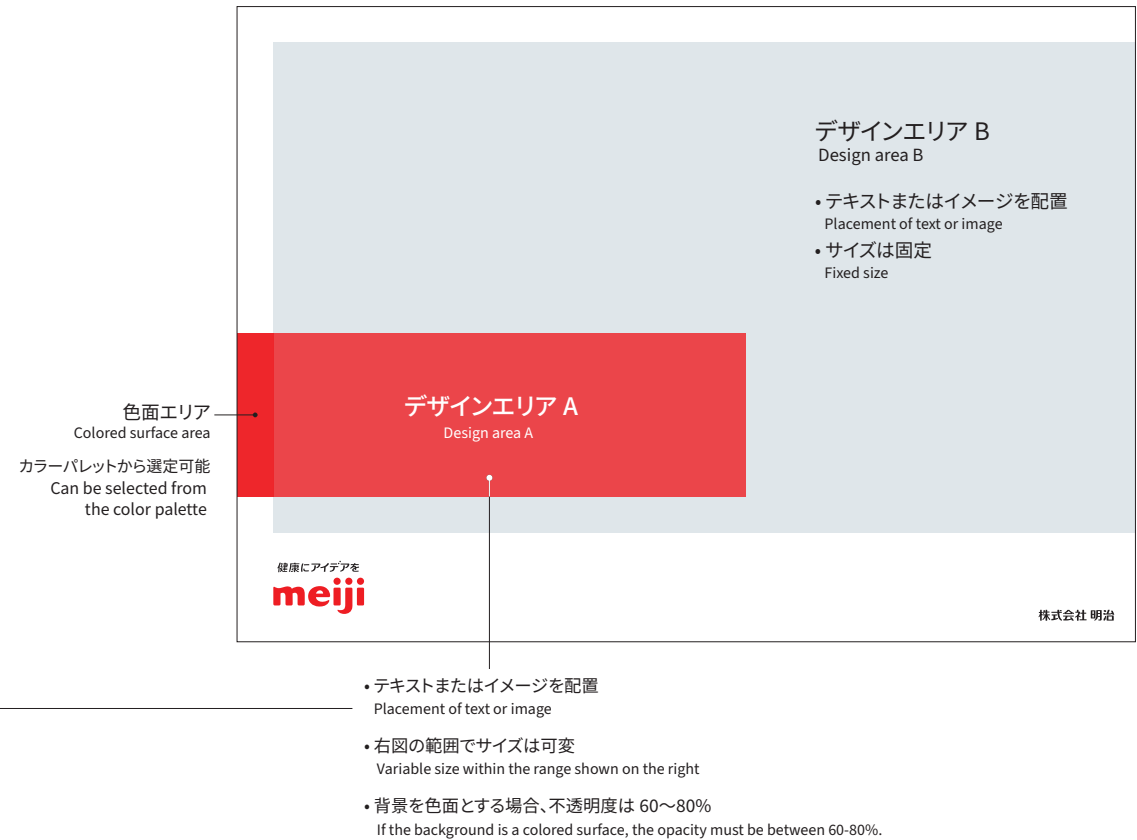 デザインエリア B
Design area B
• テキストまたはイメージを配置
Placement of text or image
• サイズは固定
Fixed size
デザインエリア A
Design area A
色面エリア
Colored surface area
カラーパレットから選定可能
Can be selected from
the color palette
健康にアイデアを
meiji
株式会社 明治
• テキストまたはイメージを配置
Placement of text or image
• 右図の範囲でサイズは可変
Variable size within the range shown on the right
• 背景を色面とする場合、不透明度は 60〜80%
If the background is a colored surface, the opacity must be between 60-80%.